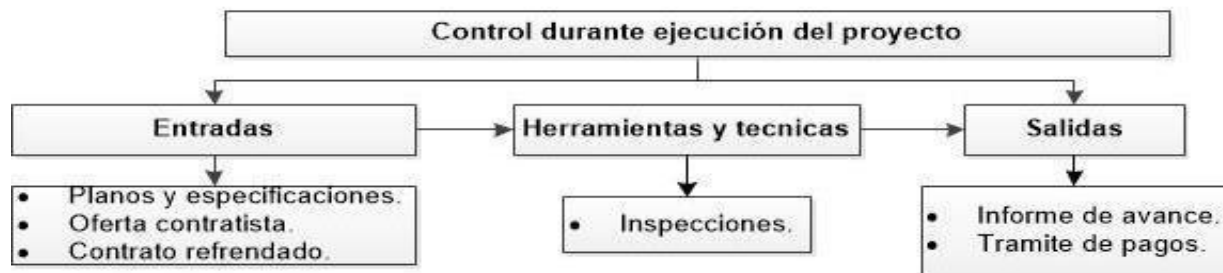 Control durante ejecución del proyecto
Entradas
Herramientas y tecnicas
Salidas
• Planos y especificaciones.
• Oferta contratista.
• Contrato refrendado.
• Inspecciones.
• Informe de avance.
• Tramite de pagos.